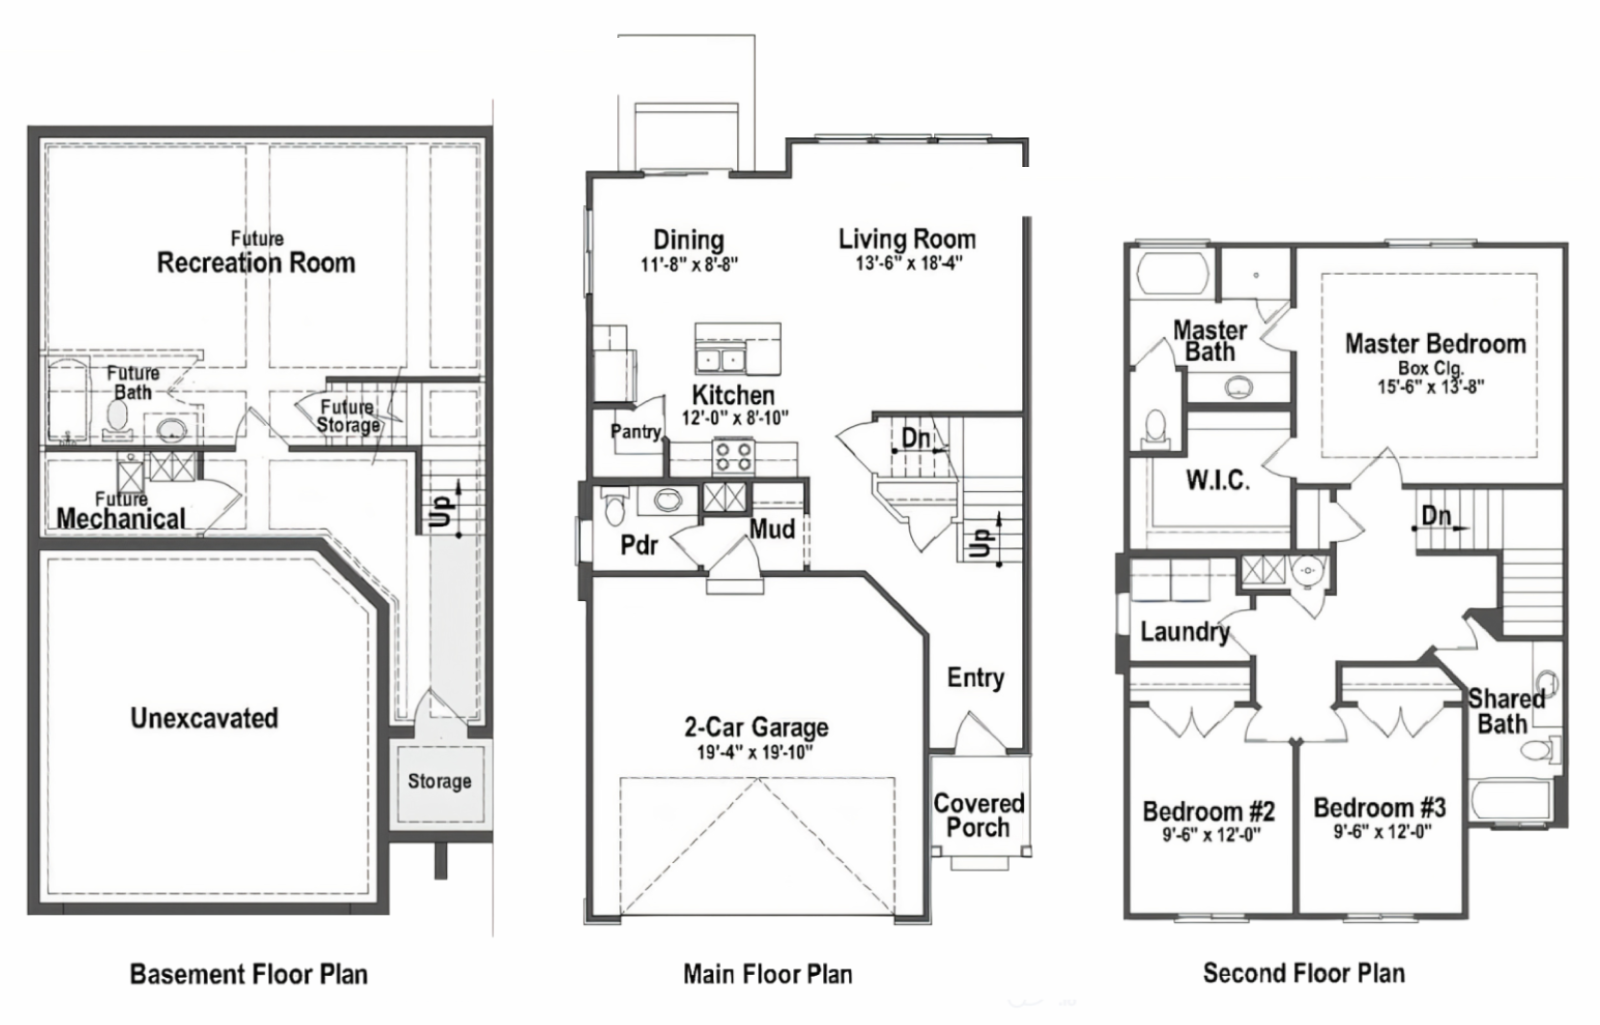 Future
Recreation Room
Future
Bath
Future
Storage
Future
Mechanical
Up
Unexcavated
Storage
Basement Floor Plan
Dining
11'-8" x 8'-8"
Living Room
13'-6" x 18'-4"
Kitchen
12'-0" x 8'-10"
Pantry
Dn
Pdr
Mud
Up
Entry
2-Car Garage
19'-4" x 19'-10"
Covered
Porch
Main Floor Plan
Master
Bath
Master Bedroom
Box Clg.
15'-6" x 13'-8"
W.I.C.
Dn
Laundry
Shared
Bath
Bedroom #2
9'-6" x 12'-0"
Bedroom #3
9'-6" x 12'-0"
Second Floor Plan